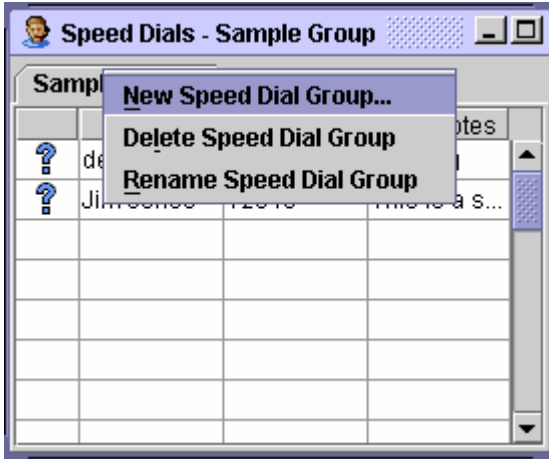 Speed Dials - Sample Group
Sampl
New Speed Dial Group...
Delete Speed Dial Group
Rename Speed Dial Group
otes
de
a s...